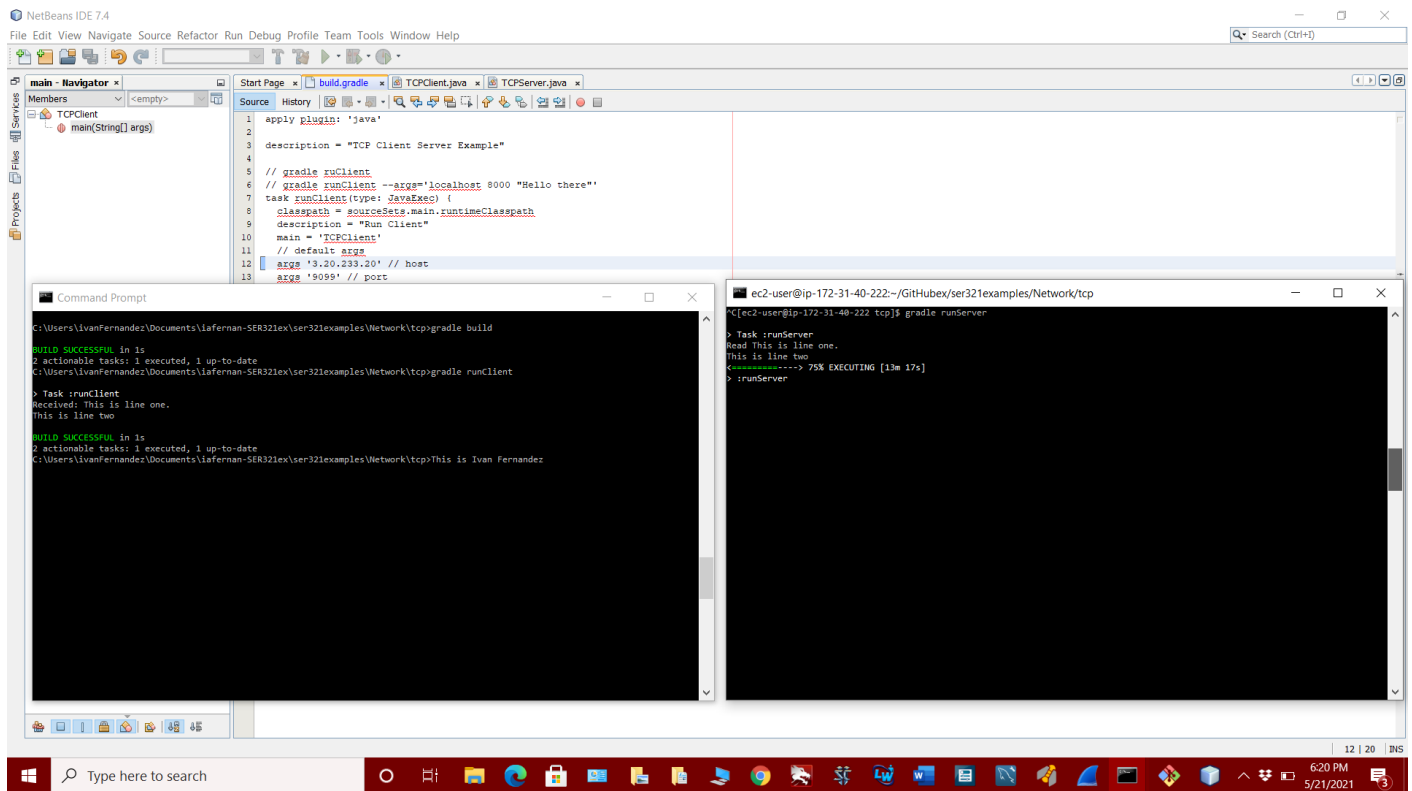 NetBeans IDE 7.4
File Edit View Navigate Source Refactor Run Debug Profile Team Tools Window Help
Search (Ctrl+I)
main - Navigator ×
Start Page × build.gradle × TCPClient.java × TCPServer.java ×
Members <empty>
Source History
Services
Files
Projects
TCPClient
main(String[] args)
1 apply plugin: 'java'
2
3 description = "TCP Client Server Example"
4
5 // gradle ruClient
6 // gradle runClient --args='localhost 8000 "Hello there"'
7 task runClient(type: JavaExec) {
8 classpath = sourceSets.main.runtimeClasspath
9 description = "Run Client"
10 main = 'TCPClient'
11 // default args
12 args '3.20.233.20' // host
13 args '9099' // port
Command Prompt
C:\Users\ivanFernandez\Documents\iafernan-SER321ex\ser321examples\Network\tcp>gradle build
BUILD SUCCESSFUL in 1s
2 actionable tasks: 1 executed, 1 up-to-date
C:\Users\ivanFernandez\Documents\iafernan-SER321ex\ser321examples\Network\tcp>gradle runClient
> Task :runClient
Received: This is line one.
This is line two
BUILD SUCCESSFUL in 1s
2 actionable tasks: 1 executed, 1 up-to-date
C:\Users\ivanFernandez\Documents\iafernan-SER321ex\ser321examples\Network\tcp>This is Ivan Fernandez
ec2-user@ip-172-31-40-222:~/GitHubex/ser321examples/Network/tcp
^C[ec2-user@ip-172-31-40-222 tcp]$ gradle runServer
> Task :runServer
Read This is line one.
This is line two
<=========----> 75% EXECUTING [13m 17s]
> :runServer
12 | 20 INS
Type here to search
6:20 PM
5/21/2021
3